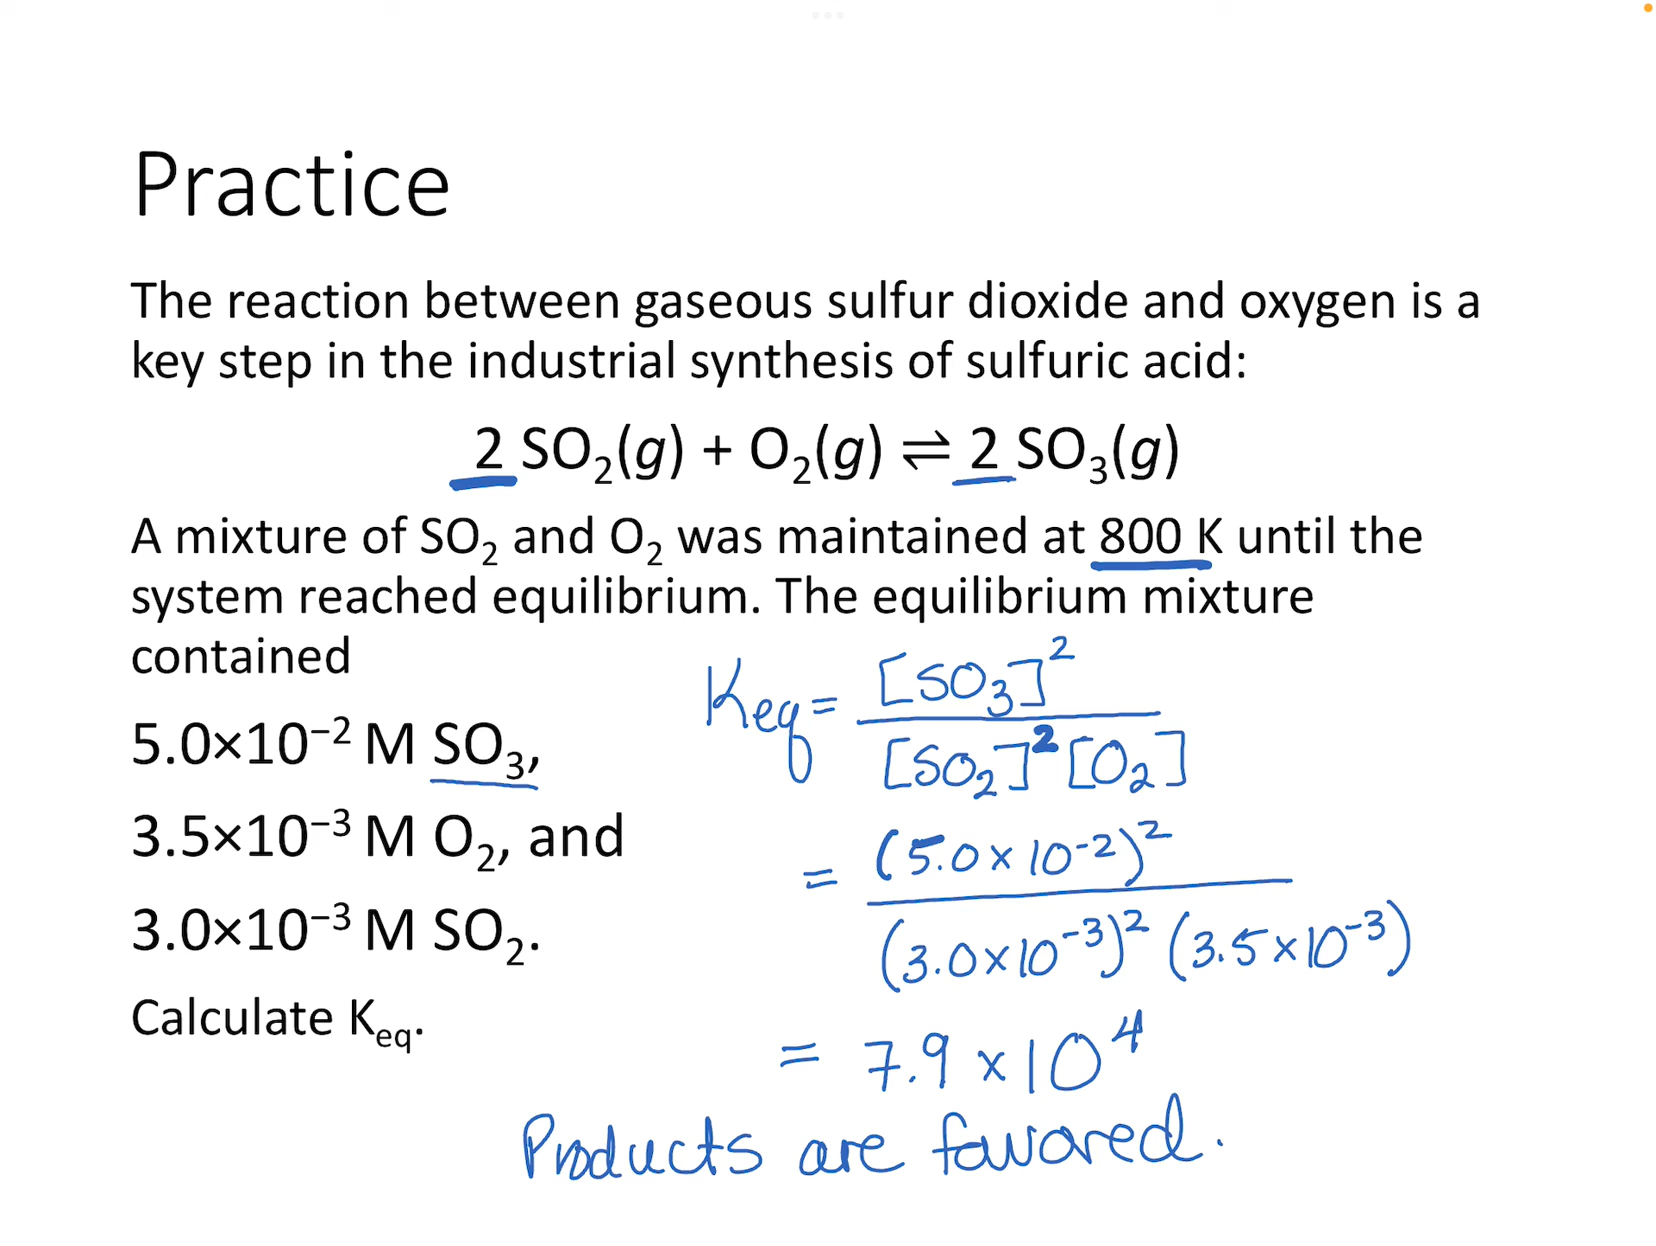 Practice
The reaction between gaseous sulfur dioxide and oxygen is a
key step in the industrial synthesis of sulfuric acid:
2 SO₂(g) + O₂(g) ⇌ 2 SO₃(g)
A mixture of SO₂ and O₂ was maintained at 800 K until the
system reached equilibrium. The equilibrium mixture
contained
5.0×10⁻² M SO₃,
3.5×10⁻³ M O₂, and
3.0×10⁻³ M SO₂.
Calculate K_eq.
K_eq = [SO₃]² / [SO₂]² [O₂]
= (5.0 × 10⁻²)² / (3.0 × 10⁻³)² (3.5 × 10⁻³)
= 7.9 × 10⁴
Products are favored.